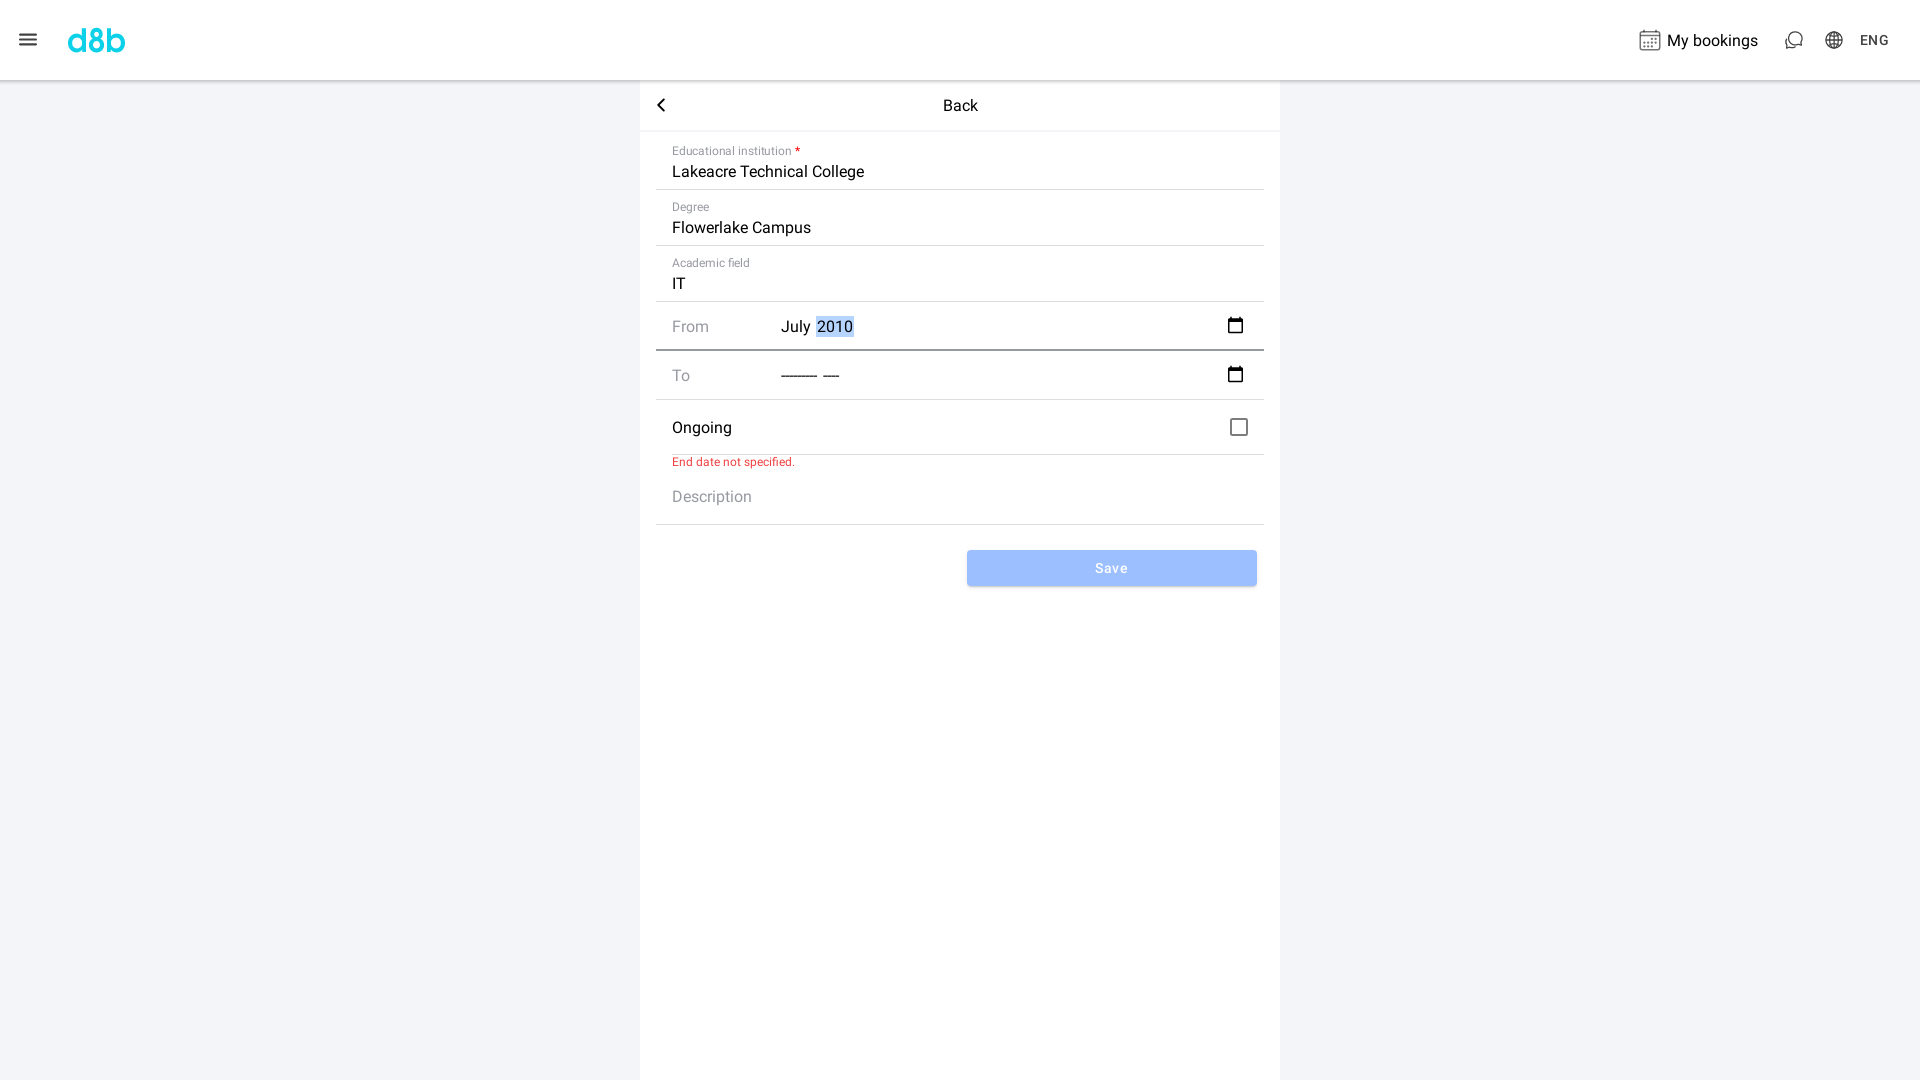 d8b
My bookings
ENG
Back
Educational institution *
Lakeacre Technical College
Degree
Flowerlake Campus
Academic field
IT
From July 2010
To --------- ----
Ongoing
End date not specified.
Description
Save